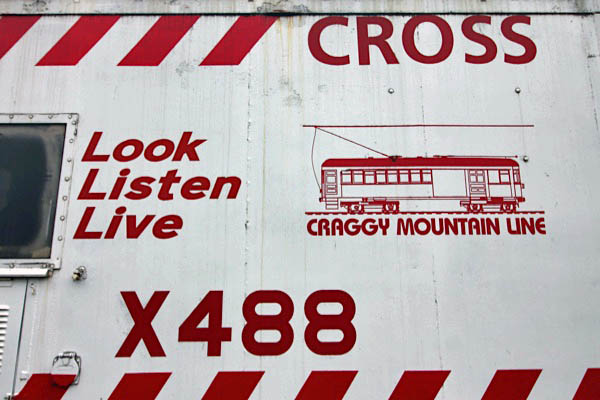 CROSS
Look
Listen
Live
CRAGGY MOUNTAIN LINE
X488